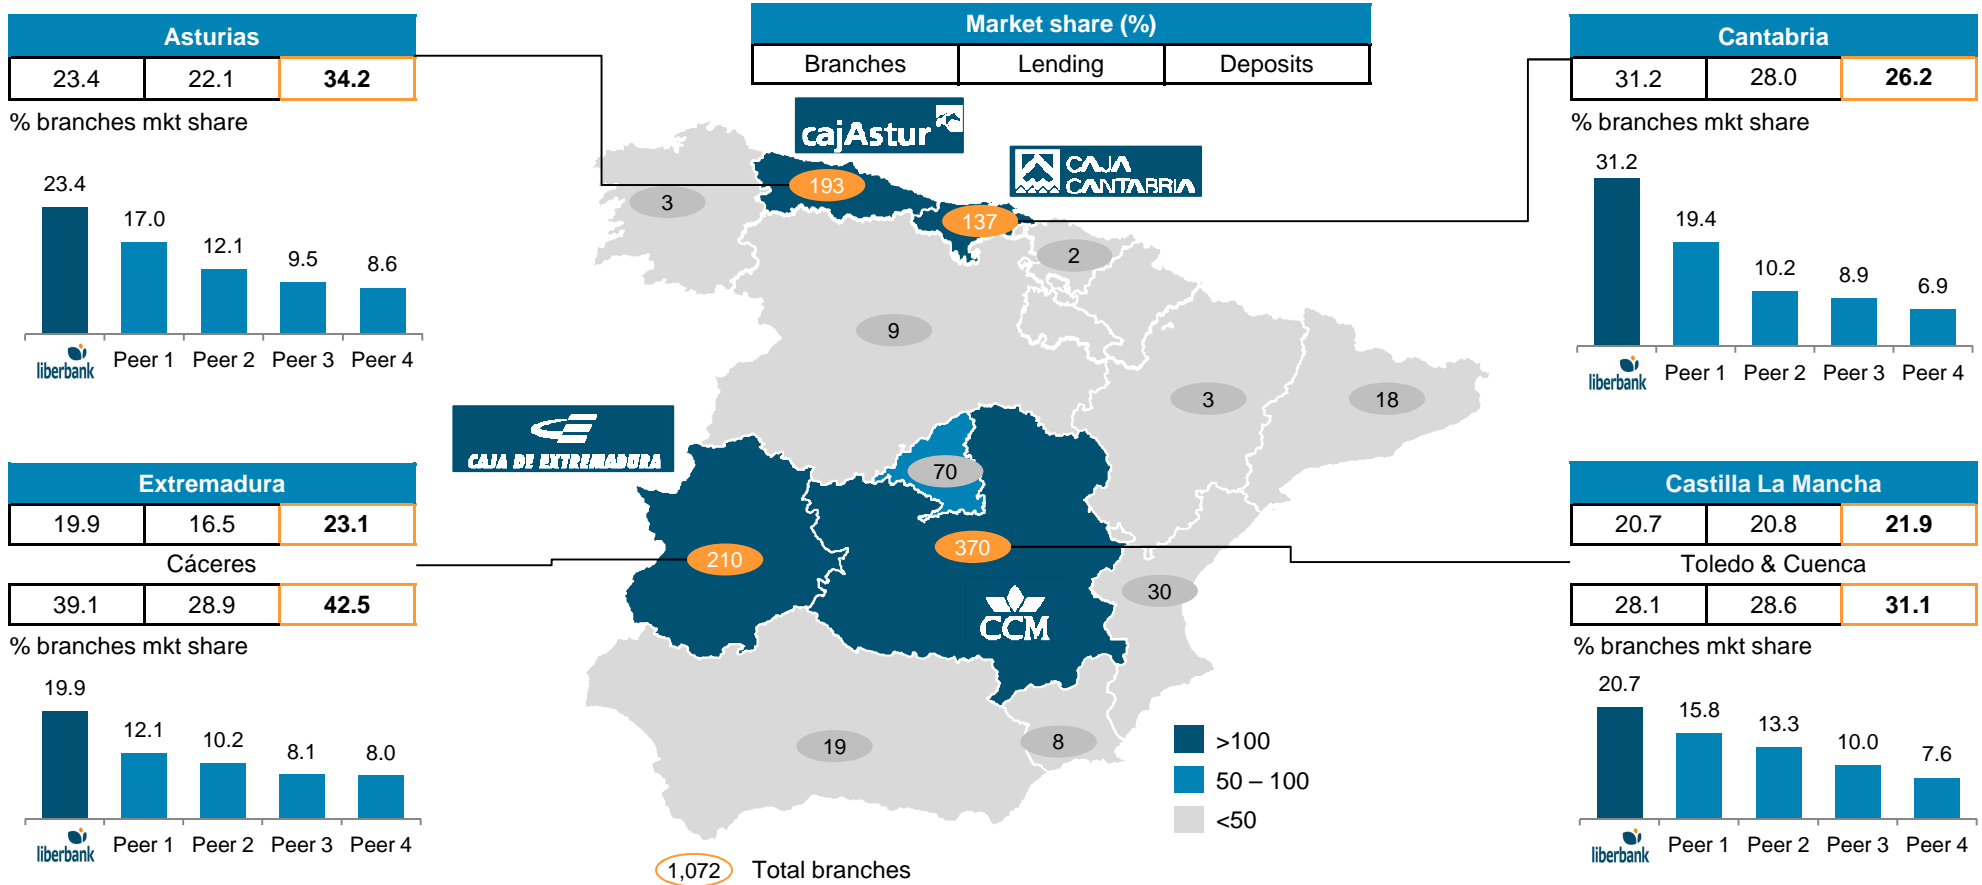 Asturias
23.4 22.1 34.2
% branches mkt share
23.4
17.0
12.1
9.5
8.6
liberbank Peer 1 Peer 2 Peer 3 Peer 4
Market share (%)
Branches Lending Deposits
Cantabria
31.2 28.0 26.2
% branches mkt share
31.2
19.4
10.2
8.9
6.9
liberbank Peer 1 Peer 2 Peer 3 Peer 4
cajAstur
CAJA
CANTABRIA
193
3
137
2
9
3
18
CAJA DE EXTREMADURA
70
370
210
30
CCM
19
8
Extremadura
19.9 16.5 23.1
Cáceres
39.1 28.9 42.5
% branches mkt share
19.9
12.1
10.2
8.1
8.0
liberbank Peer 1 Peer 2 Peer 3 Peer 4
Castilla La Mancha
20.7 20.8 21.9
Toledo & Cuenca
28.1 28.6 31.1
% branches mkt share
20.7
15.8
13.3
10.0
7.6
liberbank Peer 1 Peer 2 Peer 3 Peer 4
>100
50 – 100
<50
1,072 Total branches